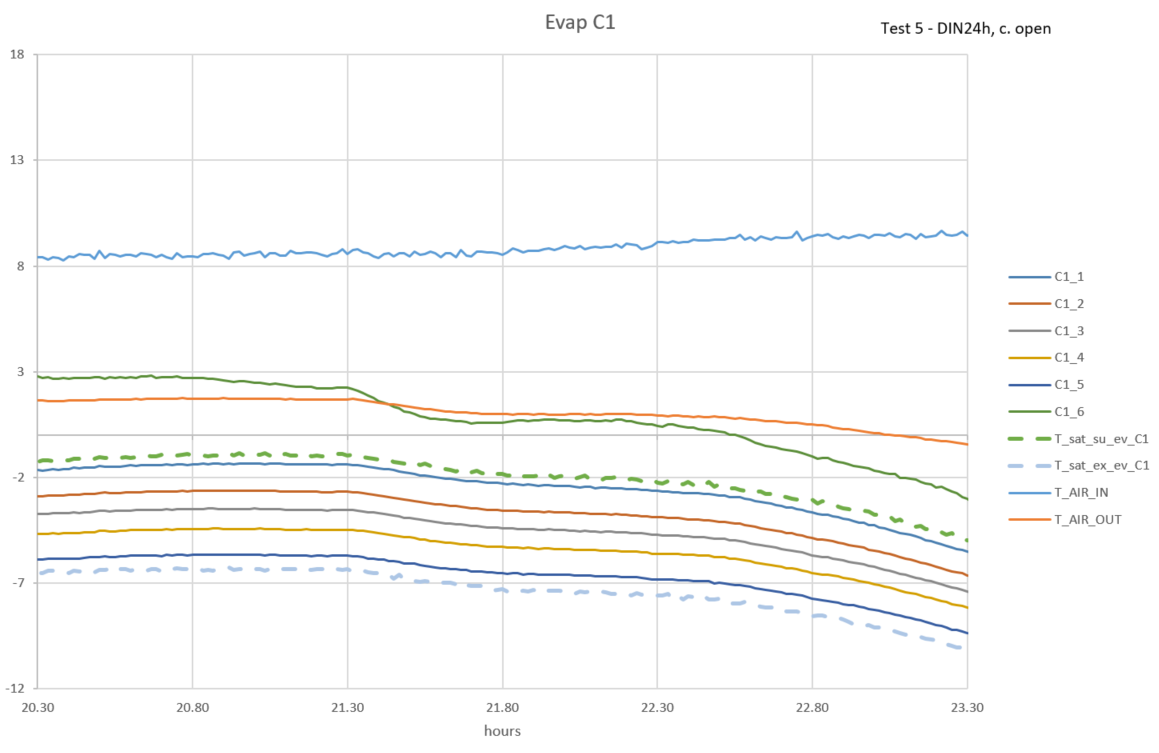 Evap C1
Test 5 - DIN24h, c. open
18
13
8
3
-2
-7
-12
20.30 20.80 21.30 21.80 22.30 22.80 23.30
hours
C1_1
C1_2
C1_3
C1_4
C1_5
C1_6
T_sat_su_ev_C1
T_sat_ex_ev_C1
T_AIR_IN
T_AIR_OUT